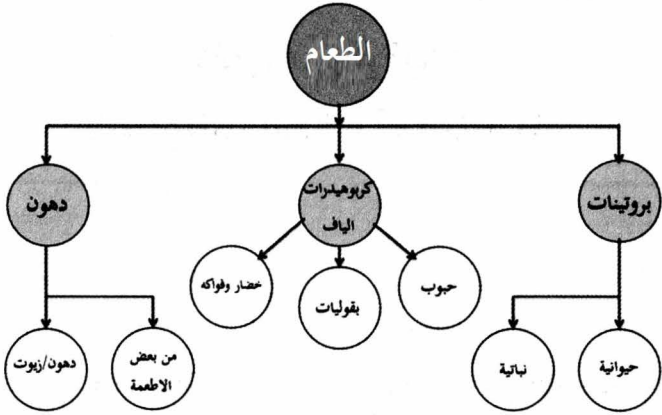 الطعام
بروتينات
كربوهيدرات
الياف
دهون
حبوب
بقوليات
خضار وفواكه
حيوانية
نباتية
من بعض
الاطعمة
دهون/زيوت